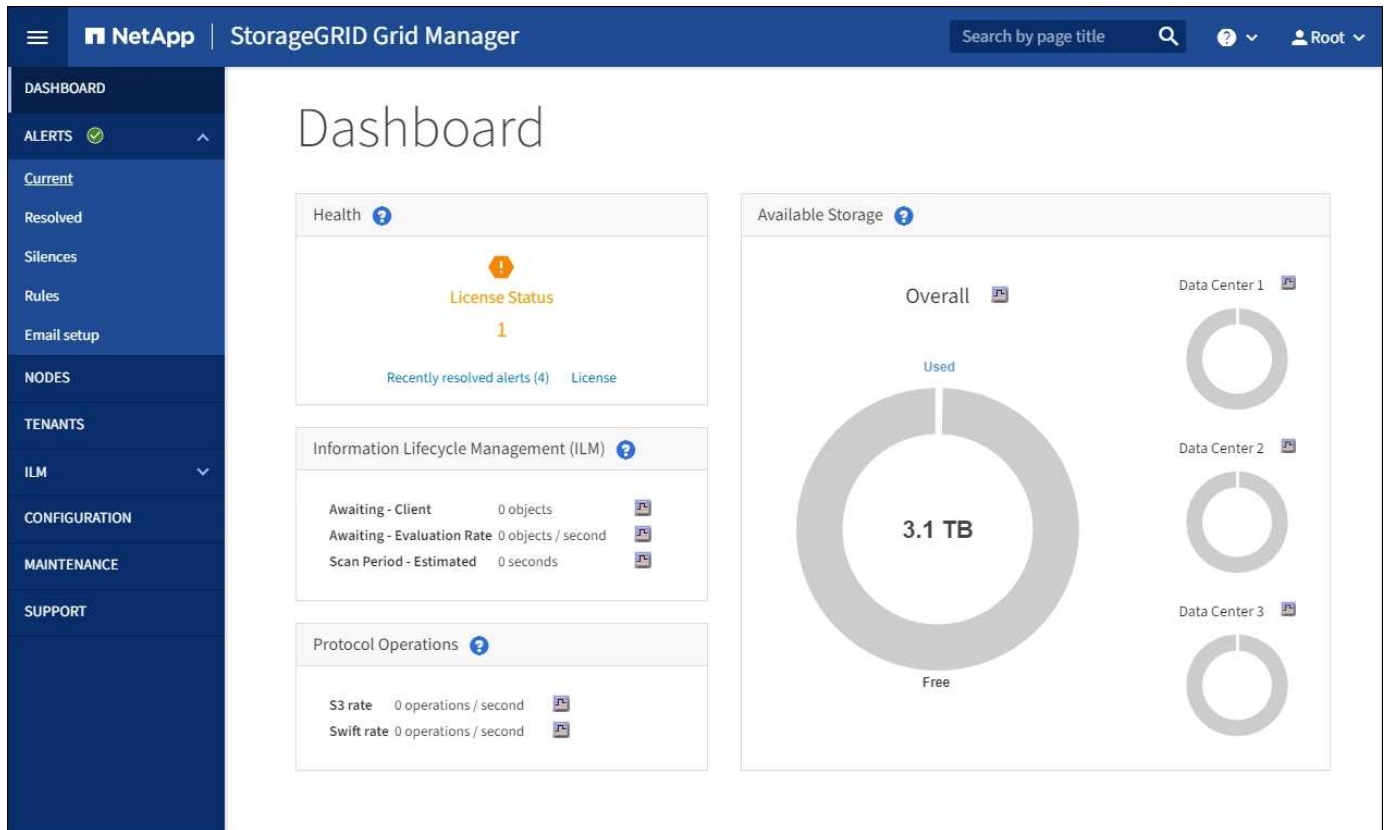 NetApp | StorageGRID Grid Manager
Search by page title
Root
DASHBOARD
ALERTS
Current
Resolved
Silences
Rules
Email setup
NODES
TENANTS
ILM
CONFIGURATION
MAINTENANCE
SUPPORT
Dashboard
Health ?
!
License Status
1
Recently resolved alerts (4) License
Information Lifecycle Management (ILM) ?
Awaiting - Client 0 objects
Awaiting - Evaluation Rate 0 objects / second
Scan Period - Estimated 0 seconds
Protocol Operations ?
S3 rate 0 operations / second
Swift rate 0 operations / second
Available Storage ?
Overall
Used
3.1 TB
Free
Data Center 1
Data Center 2
Data Center 3